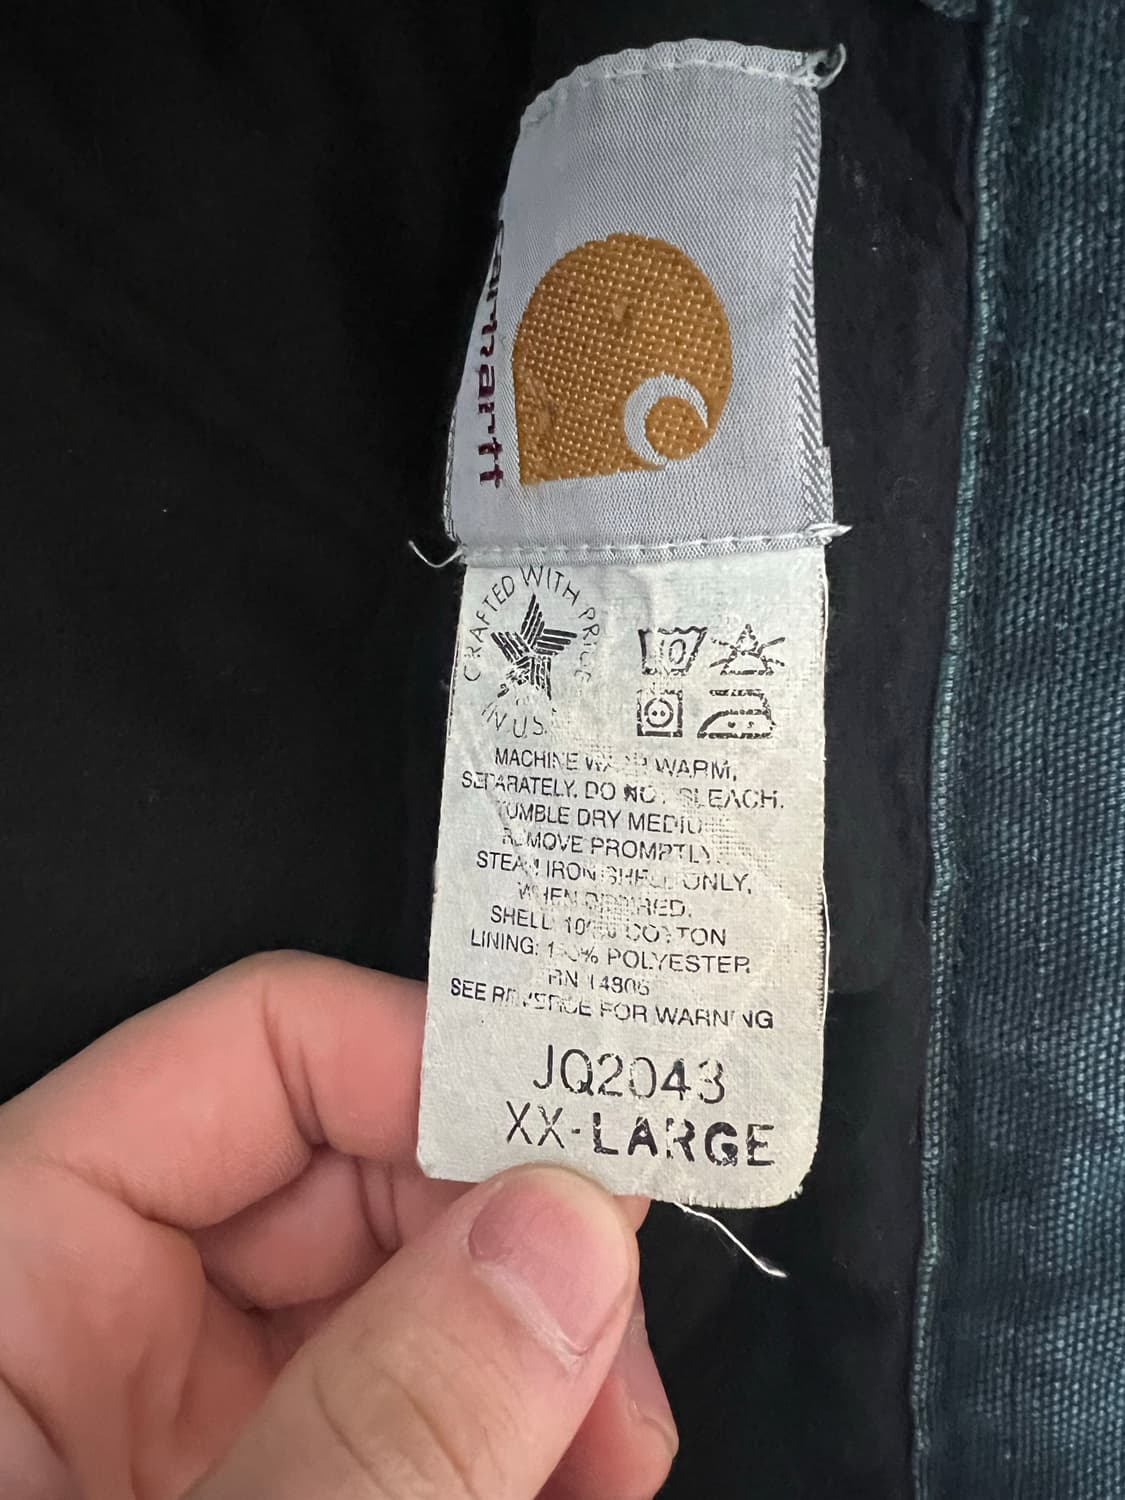 carhartt
CRAFTED WITH PRIDE
IN U.S.
MACHINE WARM,
SEPARATELY. DO NOT BLEACH.
TUMBLE DRY MEDIUM
REMOVE PROMPTLY
STEAM IRON SHELL ONLY,
WHEN DESIRED.
SHELL: 100% COTTON
LINING: 100% POLYESTER
RN 14806
SEE REVERSE FOR WARNING
JQ2043
XX-LARGE